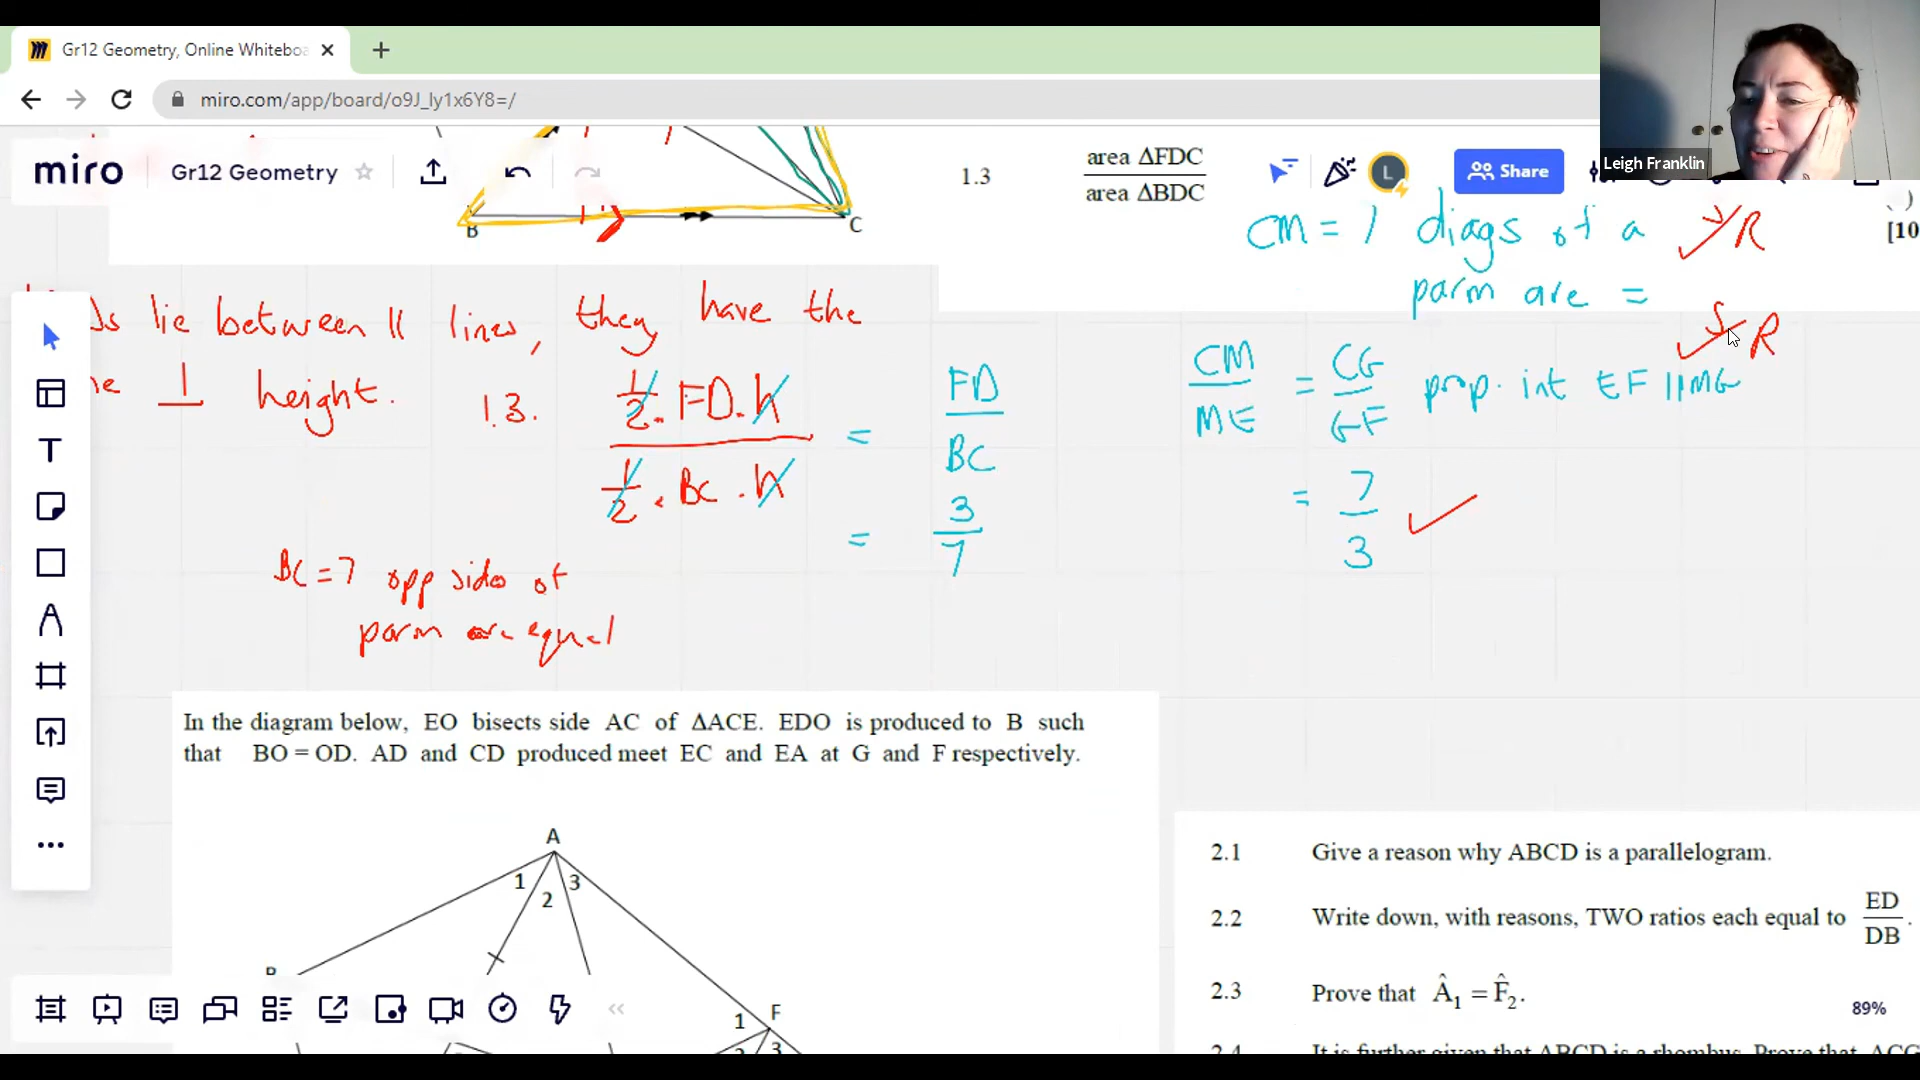 Gr12 Geometry, Online Whiteboa
miro.com/app/board/o9J_ly1x6Y8=/
Leigh Franklin
miro
Gr12 Geometry
L
Share
1.3
area ΔFDC
area ΔBDC
[10
B
C
CM = 7 diags of a
parm are =
R
lie between || lines, they have the
⊥ height.
1.3.
1/2 . FD . h
1/2 . BC . h
=
FD
BC
=
3
7
CM
ME
=
CG
GF
prop. int EF || MG
=
7
3
S R
BC = 7 opp sides of
parm are equal
In the diagram below, EO bisects side AC of ΔACE. EDO is produced to B such
that BO = OD. AD and CD produced meet EC and EA at G and F respectively.
A
1
2
3
F
1
3
2.1 Give a reason why ABCD is a parallelogram.
2.2 Write down, with reasons, TWO ratios each equal to ED/DB.
2.3 Prove that Â₁ = F̂₂.
89%